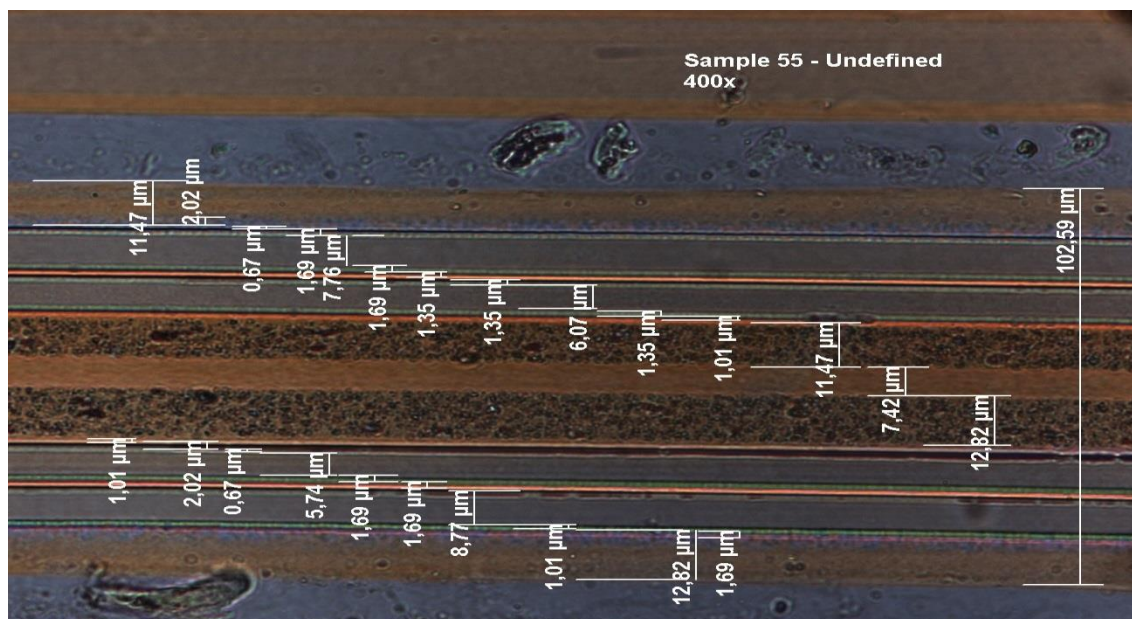 Sample 55 - Undefined
400x
11,47 µm
2,02 µm
0,67 µm
1,69 µm
7,76 µm
1,69 µm
1,35 µm
1,35 µm
6,07 µm
1,35 µm
1,01 µm
11,47 µm
7,42 µm
12,82 µm
102,59 µm
1,01 µm
2,02 µm
0,67 µm
5,74 µm
1,69 µm
1,69 µm
8,77 µm
1,01 µm
12,82 µm
1,69 µm